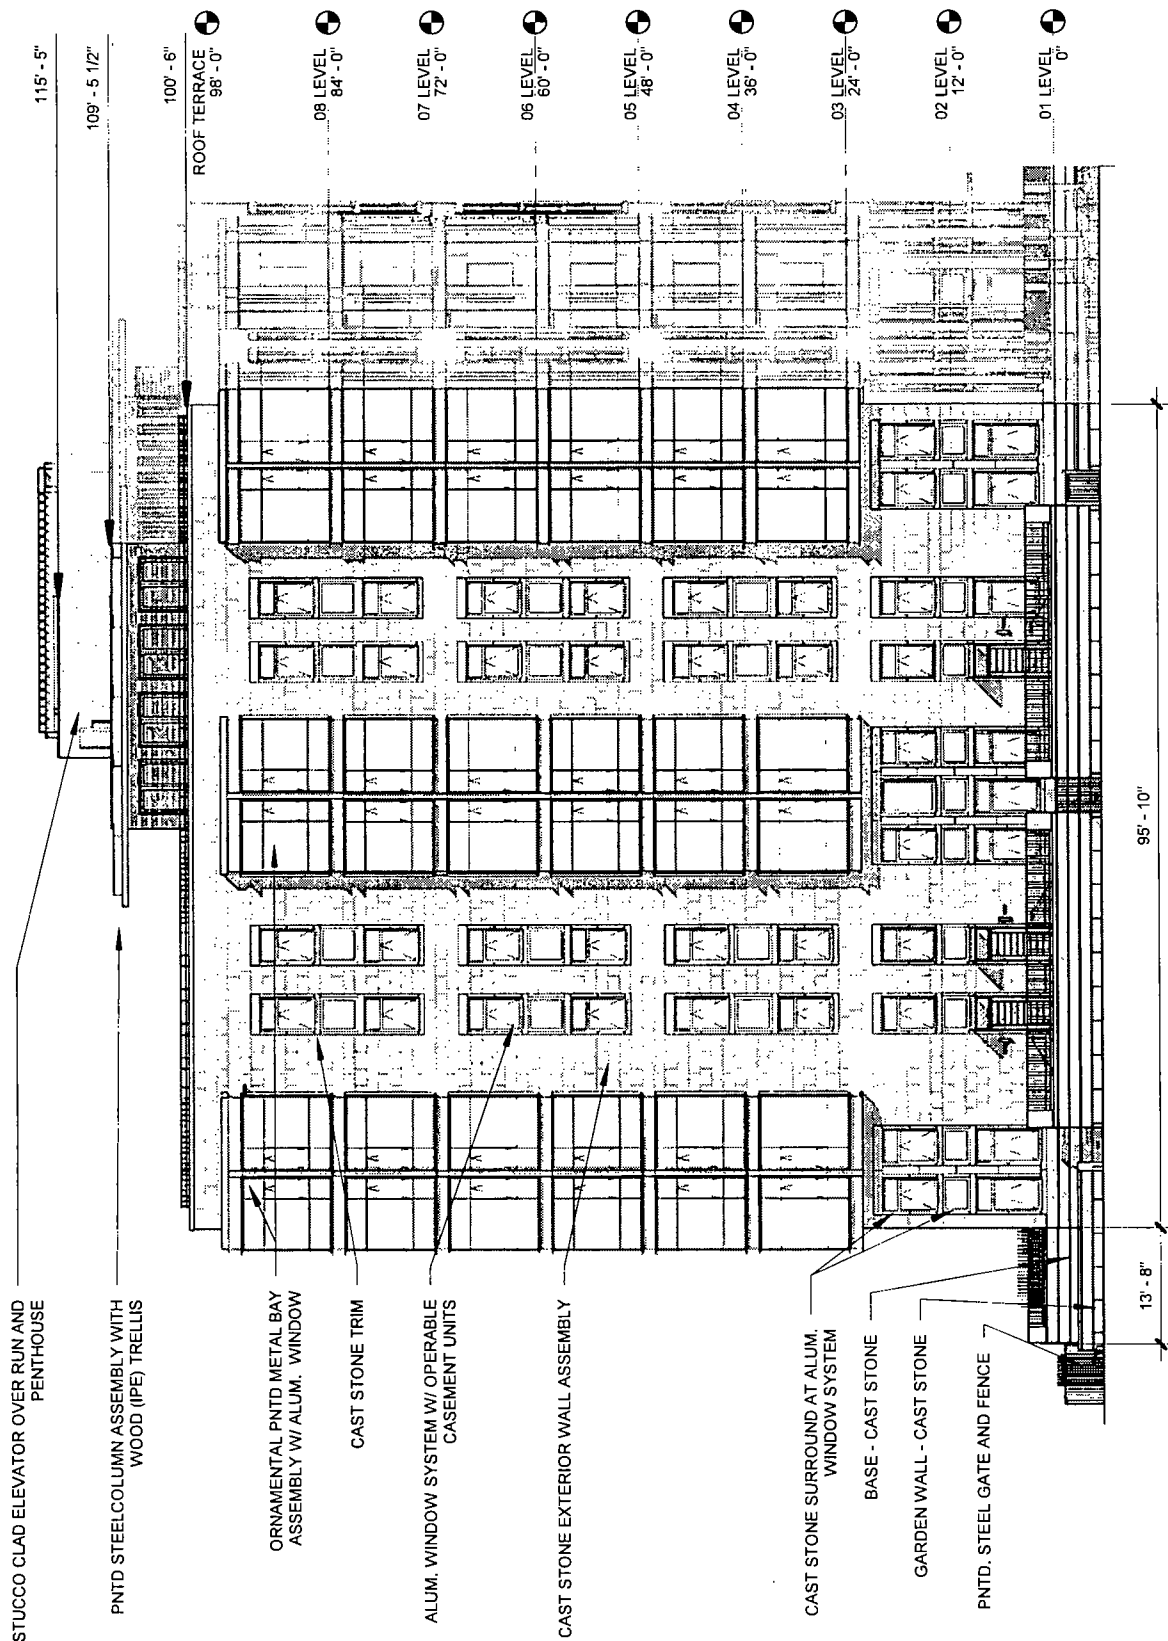 STUCCO CLAD ELEVATOR OVER RUN AND
PENTHOUSE
PNTD STEELCOLUMN ASSEMBLY WITH
WOOD (IPE) TRELLIS
ORNAMENTAL PNTD METAL BAY
ASSEMBLY W/ ALUM. WINDOW
CAST STONE TRIM
ALUM. WINDOW SYSTEM W/ OPERABLE
CASEMENT UNITS
CAST STONE EXTERIOR WALL ASSEMBLY
CAST STONE SURROUND AT ALUM.
WINDOW SYSTEM
BASE - CAST STONE
GARDEN WALL - CAST STONE
PNTD. STEEL GATE AND FENCE
115' - 5"
109' - 5 1/2"
100' - 6"
ROOF TERRACE
98' - 0"
08 LEVEL
84' - 0"
07 LEVEL
72' - 0"
06 LEVEL
60' - 0"
05 LEVEL
48' - 0"
04 LEVEL
36' - 0"
03 LEVEL
24' - 0"
02 LEVEL
12' - 0"
01 LEVEL
0"
13' - 8"
95' - 10"